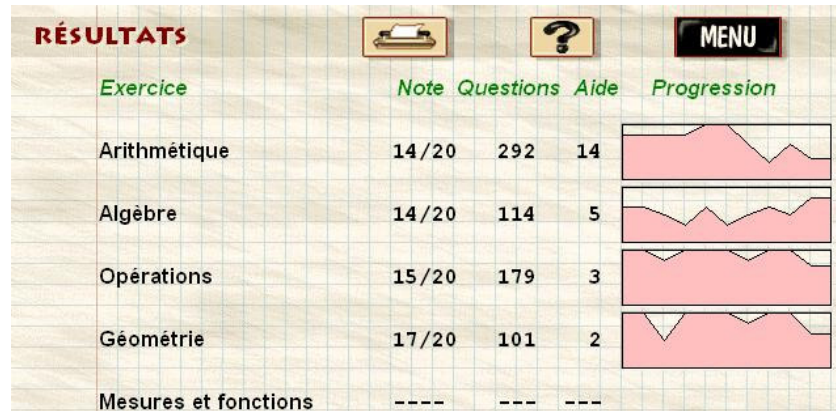 RÉSULTATS ? MENU
Exercice Note Questions Aide Progression
Arithmétique 14/20 292 14
Algèbre 14/20 114 5
Opérations 15/20 179 3
Géométrie 17/20 101 2
Mesures et fonctions ---- --- ---